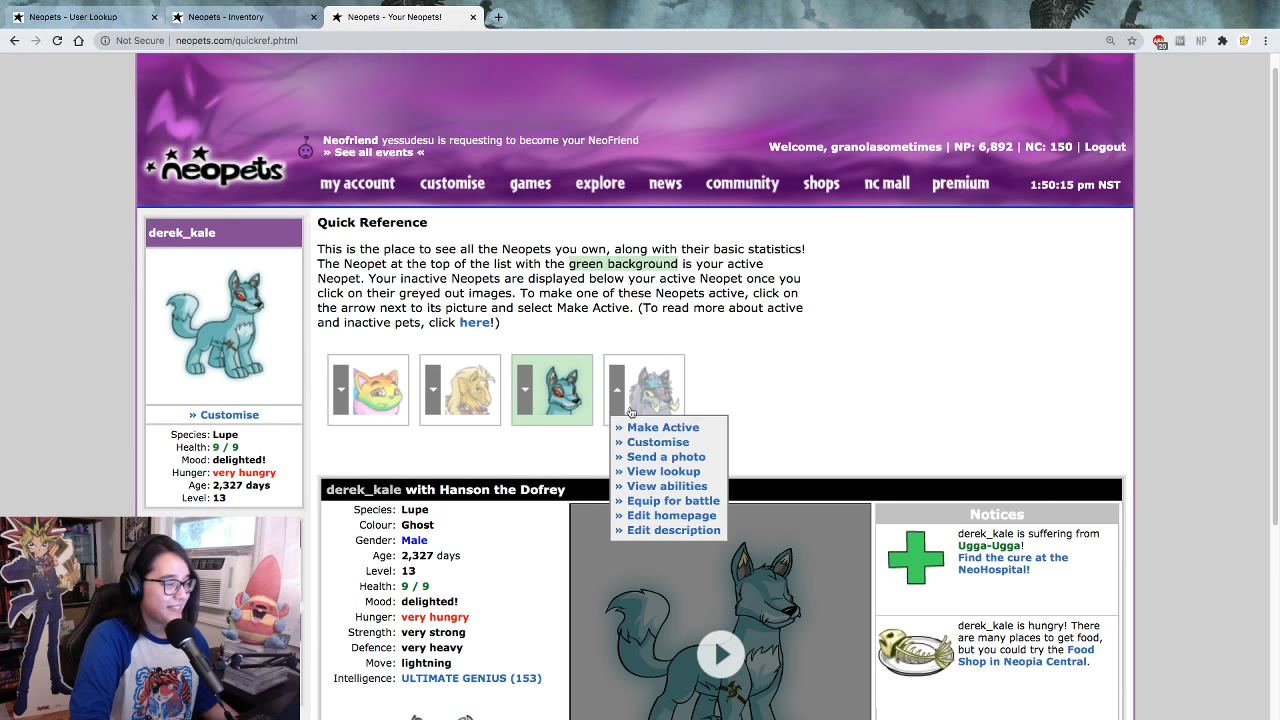 Neopets - User Lookup
Neopets - Inventory
Neopets - Your Neopets!
Not Secure | neopets.com/quickref.phtml
20
NP
Neofriend yessudesu is requesting to become your NeoFriend
» See all events «
Welcome, granolasometimes | NP: 6,892 | NC: 150 | Logout
neopets
my account
customise
games
explore
news
community
shops
nc mall
premium
1:50:15 pm NST
derek_kale
» Customise
Species: Lupe
Health: 9 / 9
Mood: delighted!
Hunger: very hungry
Age: 2,327 days
Level: 13
Quick Reference
This is the place to see all the Neopets you own, along with their basic statistics!
The Neopet at the top of the list with the green background is your active
Neopet. Your inactive Neopets are displayed below your active Neopet once you
click on their greyed out images. To make one of these Neopets active, click on
the arrow next to its picture and select Make Active. (To read more about active
and inactive pets, click here!)
» Make Active
» Customise
» Send a photo
» View lookup
» View abilities
» Equip for battle
» Edit homepage
» Edit description
derek_kale with Hanson the Dofrey
Species: Lupe
Colour: Ghost
Gender: Male
Age: 2,327 days
Level: 13
Health: 9 / 9
Mood: delighted!
Hunger: very hungry
Strength: very strong
Defence: very heavy
Move: lightning
Intelligence: ULTIMATE GENIUS (153)
Notices
derek_kale is suffering from
Ugga-Ugga!
Find the cure at the
NeoHospital!
derek_kale is hungry! There
are many places to get food,
but you could try the Food
Shop in Neopia Central.